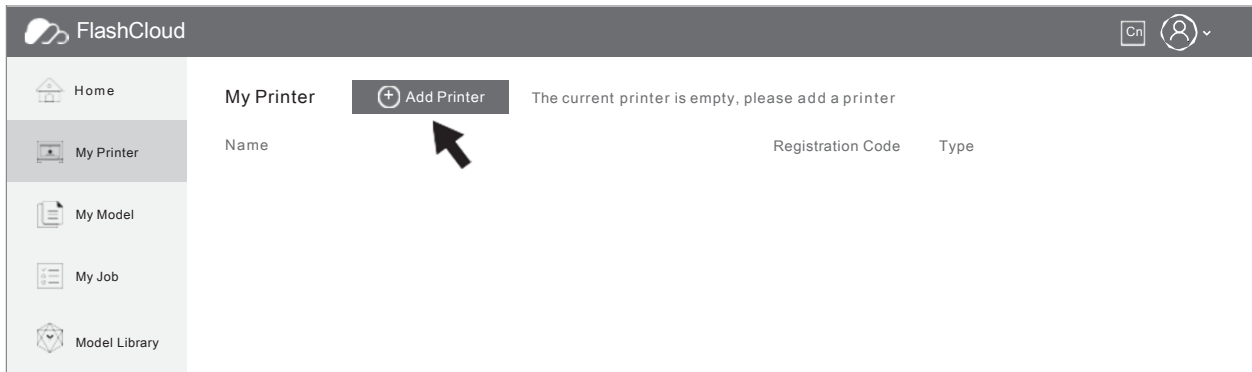 FlashCloud
Cn
Home
My Printer
My Model
My Job
Model Library
My Printer
Add Printer
The current printer is empty, please add a printer
Name
Registration Code
Type